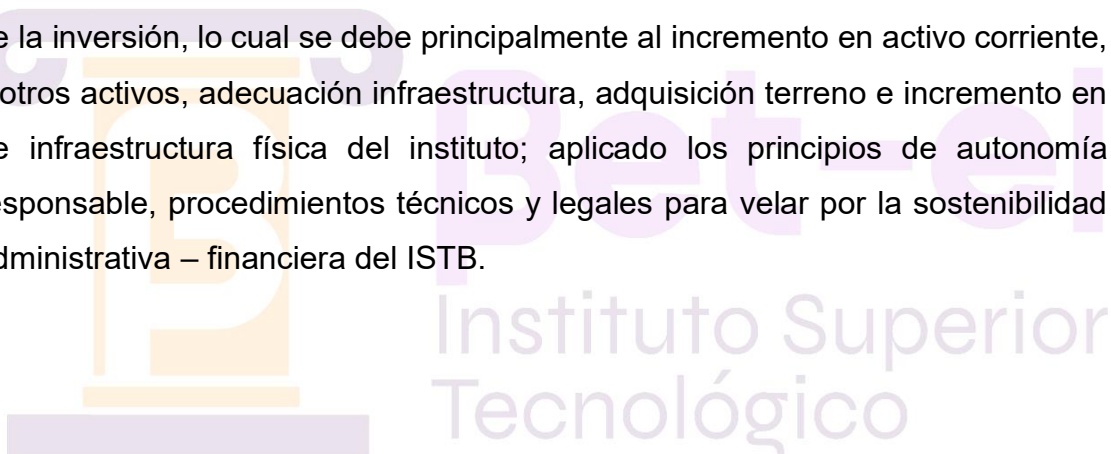 e la inversión, lo cual se debe principalmente al incremento en activo corriente,
otros activos, adecuación infraestructura, adquisición terreno e incremento en
e infraestructura física del instituto; aplicado los principios de autonomía
esponsable, procedimientos técnicos y legales para velar por la sostenibilidad
dministrativa – financiera del ISTB.
Bet-el
Instituto Superior
Tecnológico